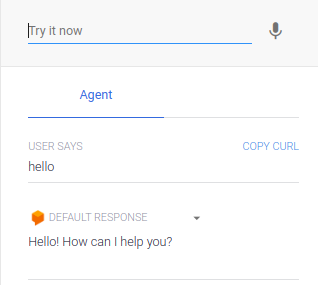 Try it now
Agent
USER SAYS COPY CURL
hello
DEFAULT RESPONSE
Hello! How can I help you?